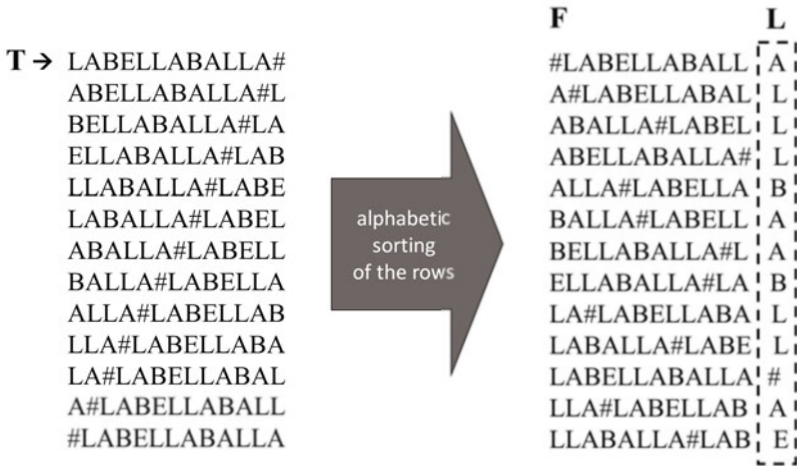 T → LABELLABALLA#
ABELLABALLA#L
BELLABALLA#LA
ELLABALLA#LAB
LLABALLA#LABE
LABALLA#LABEL
ABALLA#LABELL
BALLA#LABELLA
ALLA#LABELLAB
LLA#LABELLABA
LA#LABELLABAL
A#LABELLABALL
#LABELLABALLA
alphabetic
sorting
of the rows
F L
#LABELLABALL A
A#LABELLABAL L
ABALLA#LABEL L
ABELLABALLA# L
ALLA#LABELLA B
BALLA#LABELL A
BELLABALLA#L A
ELLABALLA#LA B
LA#LABELLABA L
LABALLA#LABE L
LABELLABALLA #
LLA#LABELLAB A
LLABALLA#LAB E